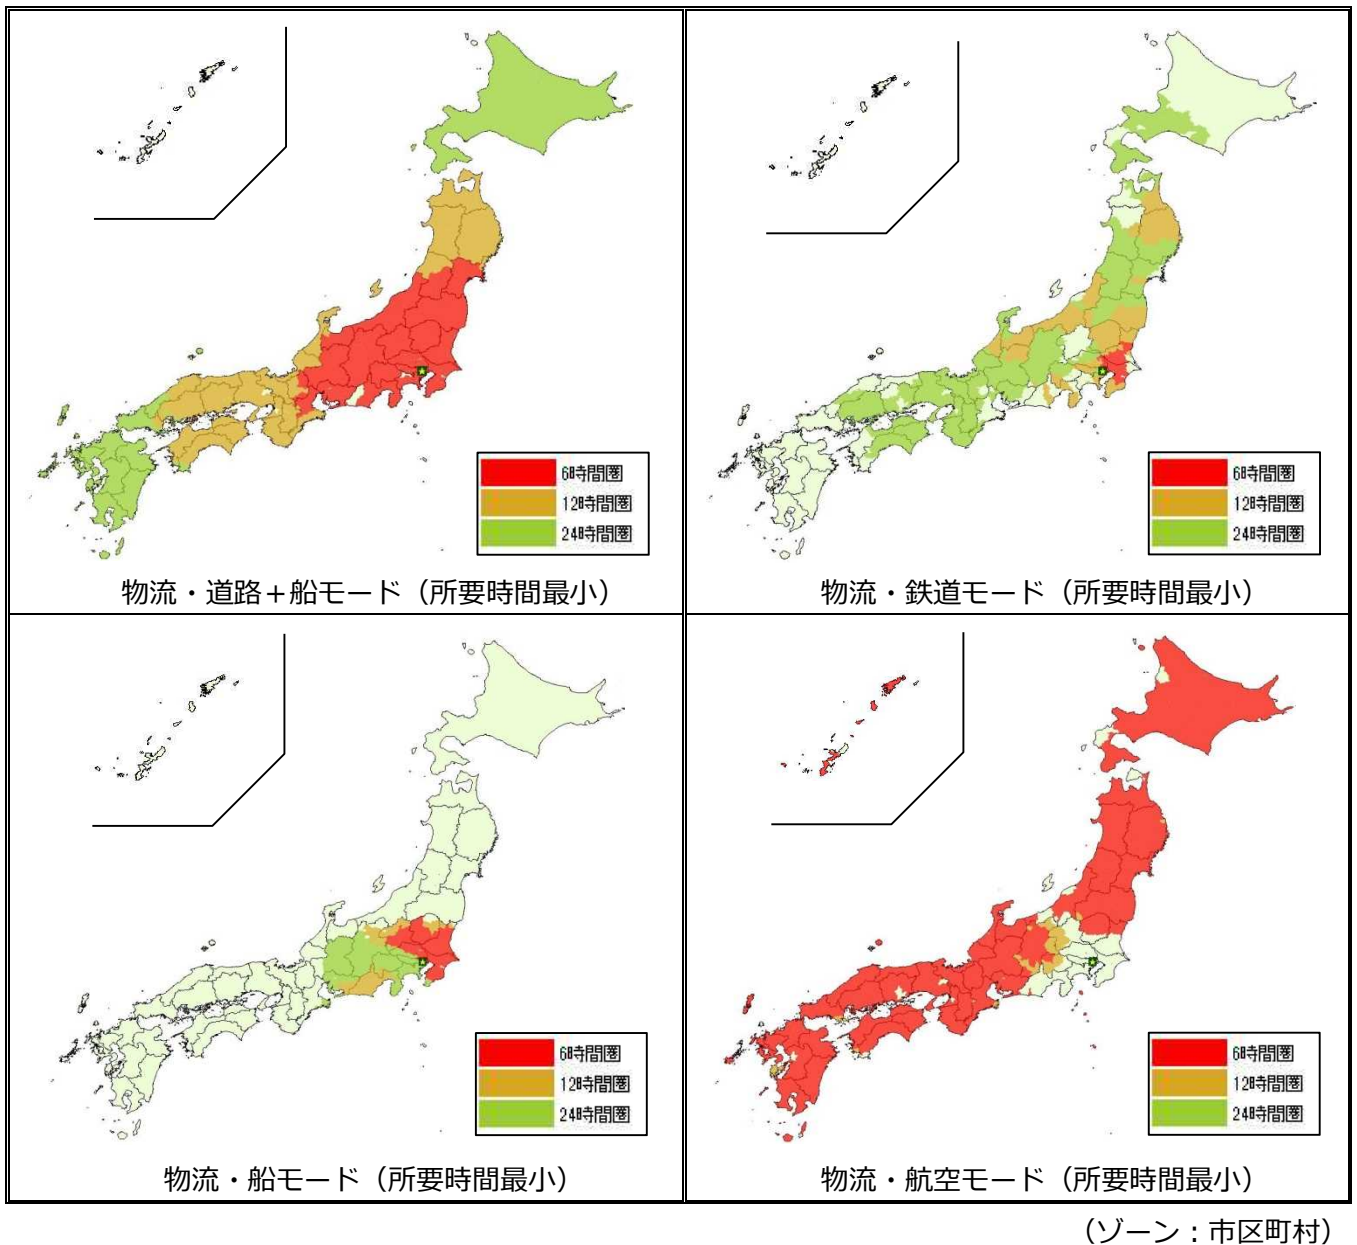 6時間圏
12時間圏
24時間圏
物流・道路+船モード（所要時間最小）
6時間圏
12時間圏
24時間圏
物流・鉄道モード（所要時間最小）
6時間圏
12時間圏
24時間圏
物流・船モード（所要時間最小）
6時間圏
12時間圏
24時間圏
物流・航空モード（所要時間最小）
（ゾーン：市区町村）